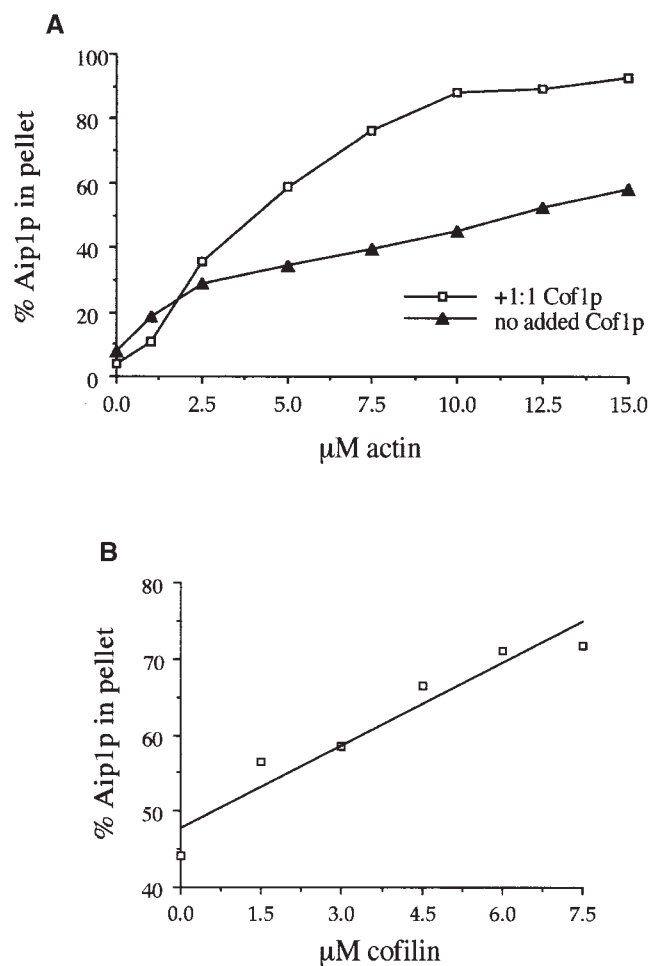 A
% Aip1p in pellet
100
80
60
40
20
0
+1:1 Cof1p
no added Cof1p
0.0 2.5 5.0 7.5 10.0 12.5 15.0
μM actin
B
% Aip1p in pellet
80
70
60
50
40
0.0 1.5 3.0 4.5 6.0 7.5
μM cofilin